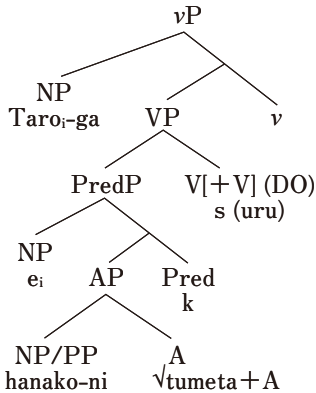 vP
NP v
Taroᵢ-ga VP
PredP V[+V] (DO)
s (uru)
NP AP Pred
eᵢ k
NP/PP A
hanako-ni √tumeta+A